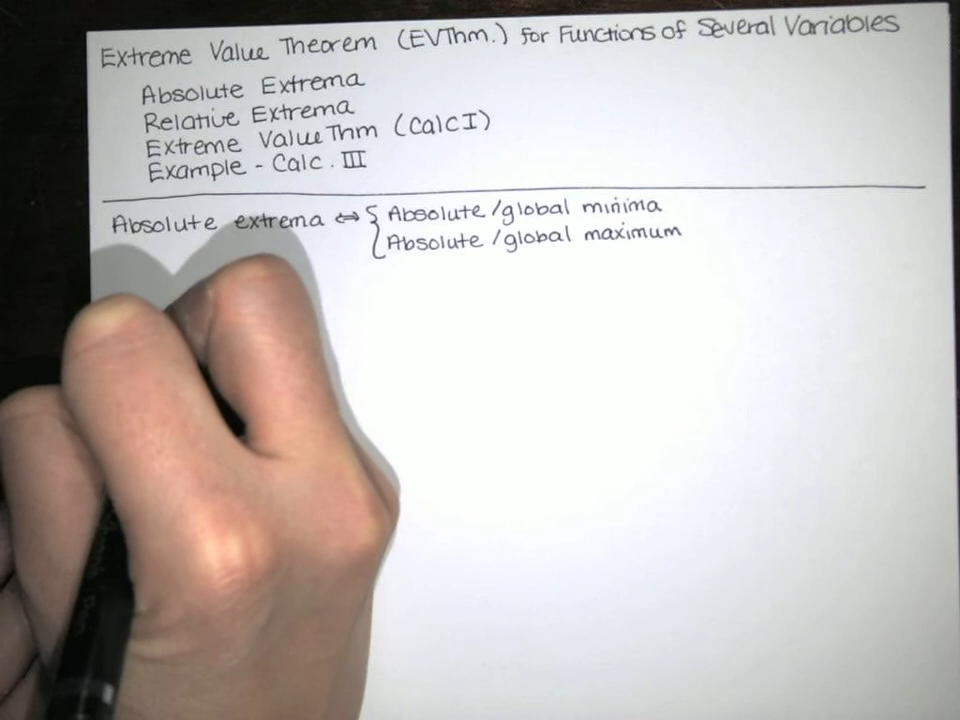 Extreme Value Theorem (EVThm.) for Functions of Several Variables
Absolute Extrema
Relative Extrema
Extreme Value Thm (Calc I)
Example - Calc. III
Absolute extrema ⇔ { Absolute/global minima
Absolute/global maximum